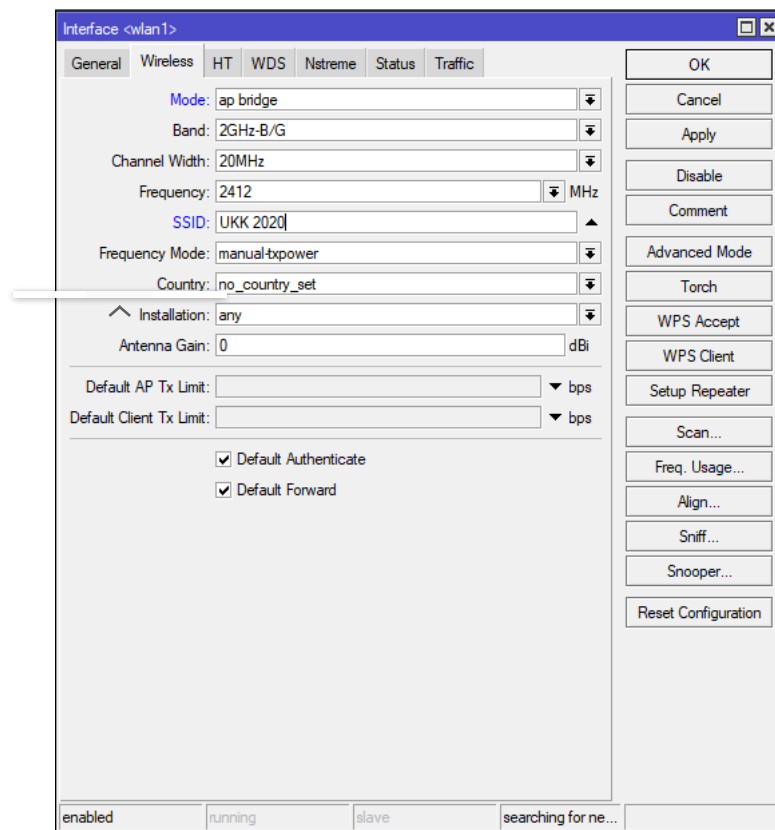 Interface <wlan1>
General Wireless HT WDS Nstreme Status Traffic
Mode: ap bridge
Band: 2GHz-B/G
Channel Width: 20MHz
Frequency: 2412 MHz
SSID: UKK 2020
Frequency Mode: manual-txpower
Country: no_country_set
Installation: any
Antenna Gain: 0 dBi
Default AP Tx Limit: bps
Default Client Tx Limit: bps
Default Authenticate
Default Forward
OK
Cancel
Apply
Disable
Comment
Advanced Mode
Torch
WPS Accept
WPS Client
Setup Repeater
Scan...
Freq. Usage...
Align...
Sniff...
Snooper...
Reset Configuration
enabled running slave searching for ne...